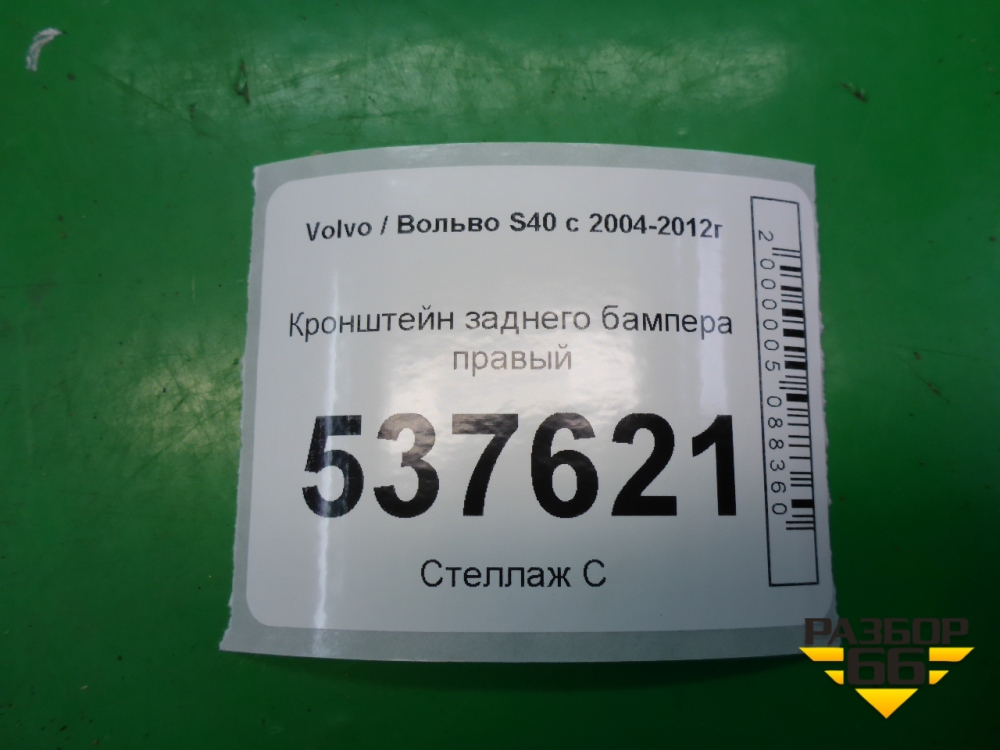 Volvo / Вольво S40 с 2004-2012г
Кронштейн заднего бампера
правый
537621
Стеллаж С
2000005088360
РАЗБОР
66